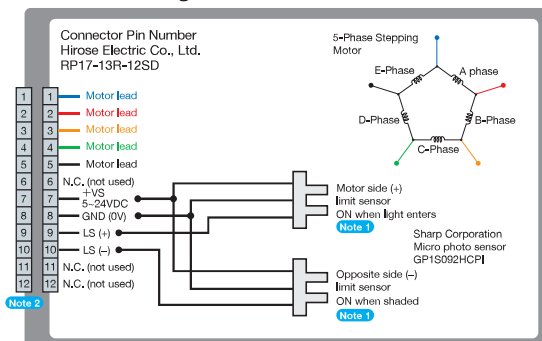 Connector Pin Number
Hirose Electric Co., Ltd.
RP17-13R-12SD
5-Phase Stepping
Motor
E-Phase
A phase
D-Phase
B-Phase
C-Phase
1 1 Motor lead
2 2 Motor lead
3 3 Motor lead
4 4 Motor lead
5 5 Motor lead
6 6 N.C. (not used)
7 7 +VS
5~24VDC
8 8 GND (0V)
9 9 LS (+)
10 10 LS (–)
11 11 N.C. (not used)
12 12 N.C. (not used)
Note 2
Motor side (+)
limit sensor
ON when light enters
Note 1
Sharp Corporation
Micro photo sensor
GP1S092HCPI
Opposite side (–)
limit sensor
ON when shaded
Note 1